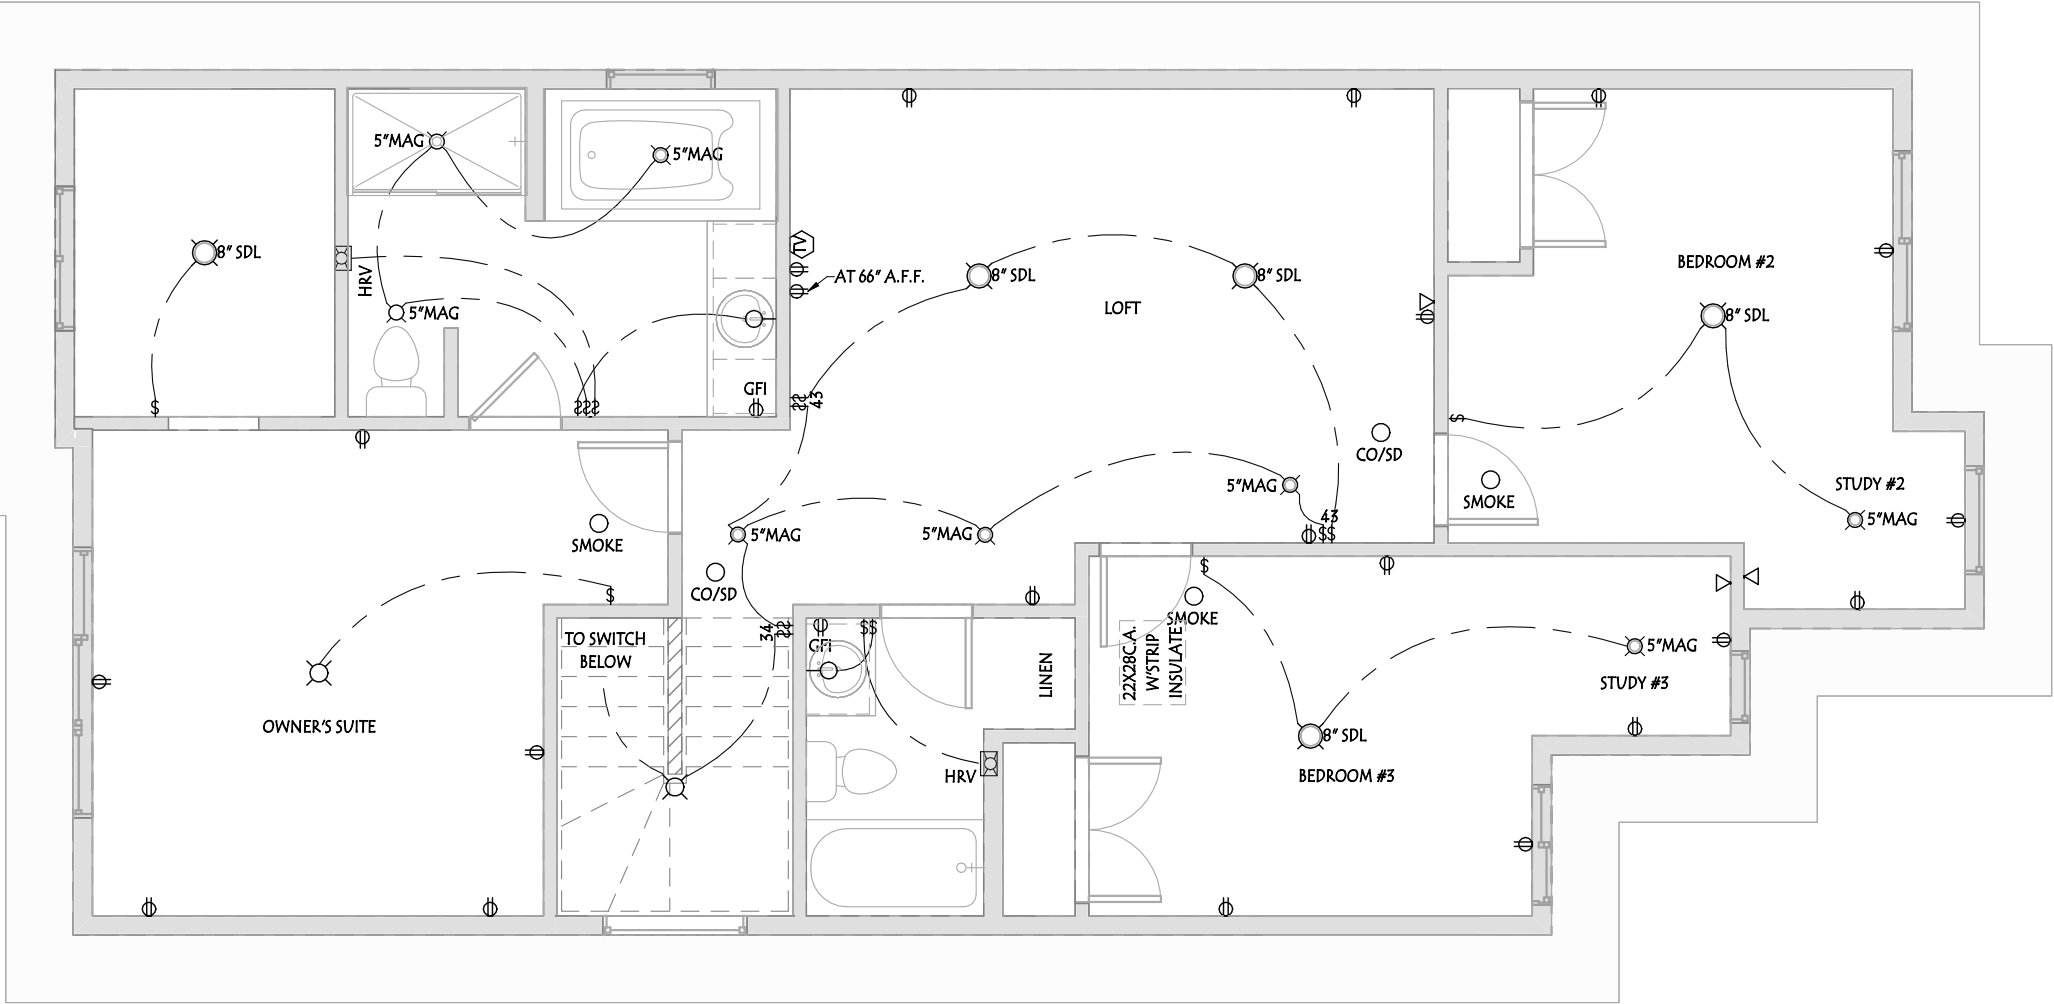 5"MAG
5"MAG
8" SDL
HRV
5"MAG
TV
AT 66" A.F.F.
8" SDL
8" SDL
LOFT
BEDROOM #2
8" SDL
GFI
$
$$$
$$
43
$
CO/SD
STUDY #2
5"MAG
SMOKE
5"MAG
43
$$
5"MAG
5"MAG
SMOKE
CO/SD
$
$
SMOKE
34
$$
GFI
$$
TO SWITCH
BELOW
LINEN
22X28C.A.
W'STRIP
INSULATE
5"MAG
STUDY #3
OWNER'S SUITE
8" SDL
HRV
BEDROOM #3